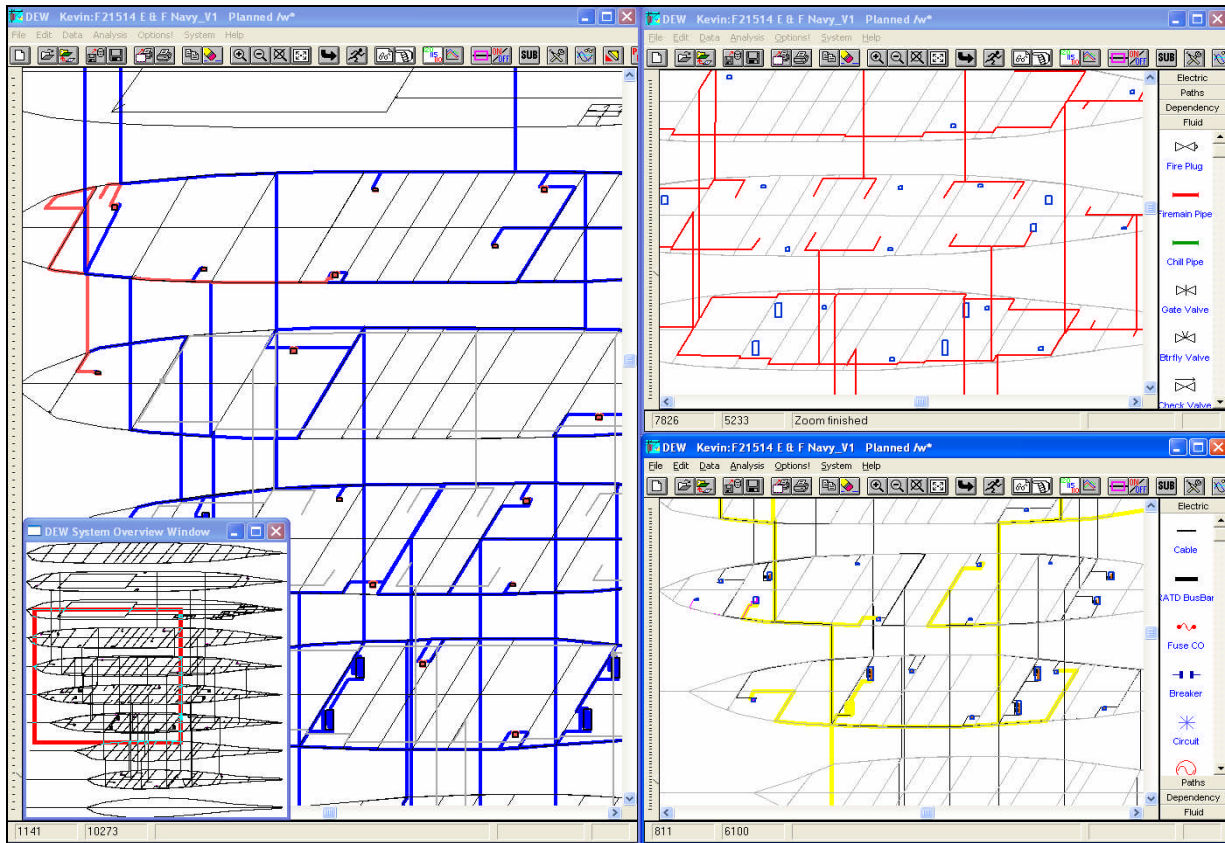 DEW Kevin:F21514 E & F Navy_V1 Planned /w*
File Edit Data Analysis Options! System Help
SUB
DEW System Overview Window
1141 10273
DEW Kevin:F21514 E & F Navy_V1 Planned /w*
File Edit Data Analysis Options! System Help
ON/OFF SUB
Electric
Paths
Dependency
Fluid
Fire Plug
Firemain Pipe
Chill Pipe
Gate Valve
Btrfly Valve
Check Valve
7826 5233 Zoom finished
DEW Kevin:F21514 E & F Navy_V1 Planned /w*
File Edit Data Analysis Options! System Help
ON/OFF SUB
Electric
Cable
RATD BusBar
Fuse CO
Breaker
Circuit
Paths
Dependency
Fluid
811 6100